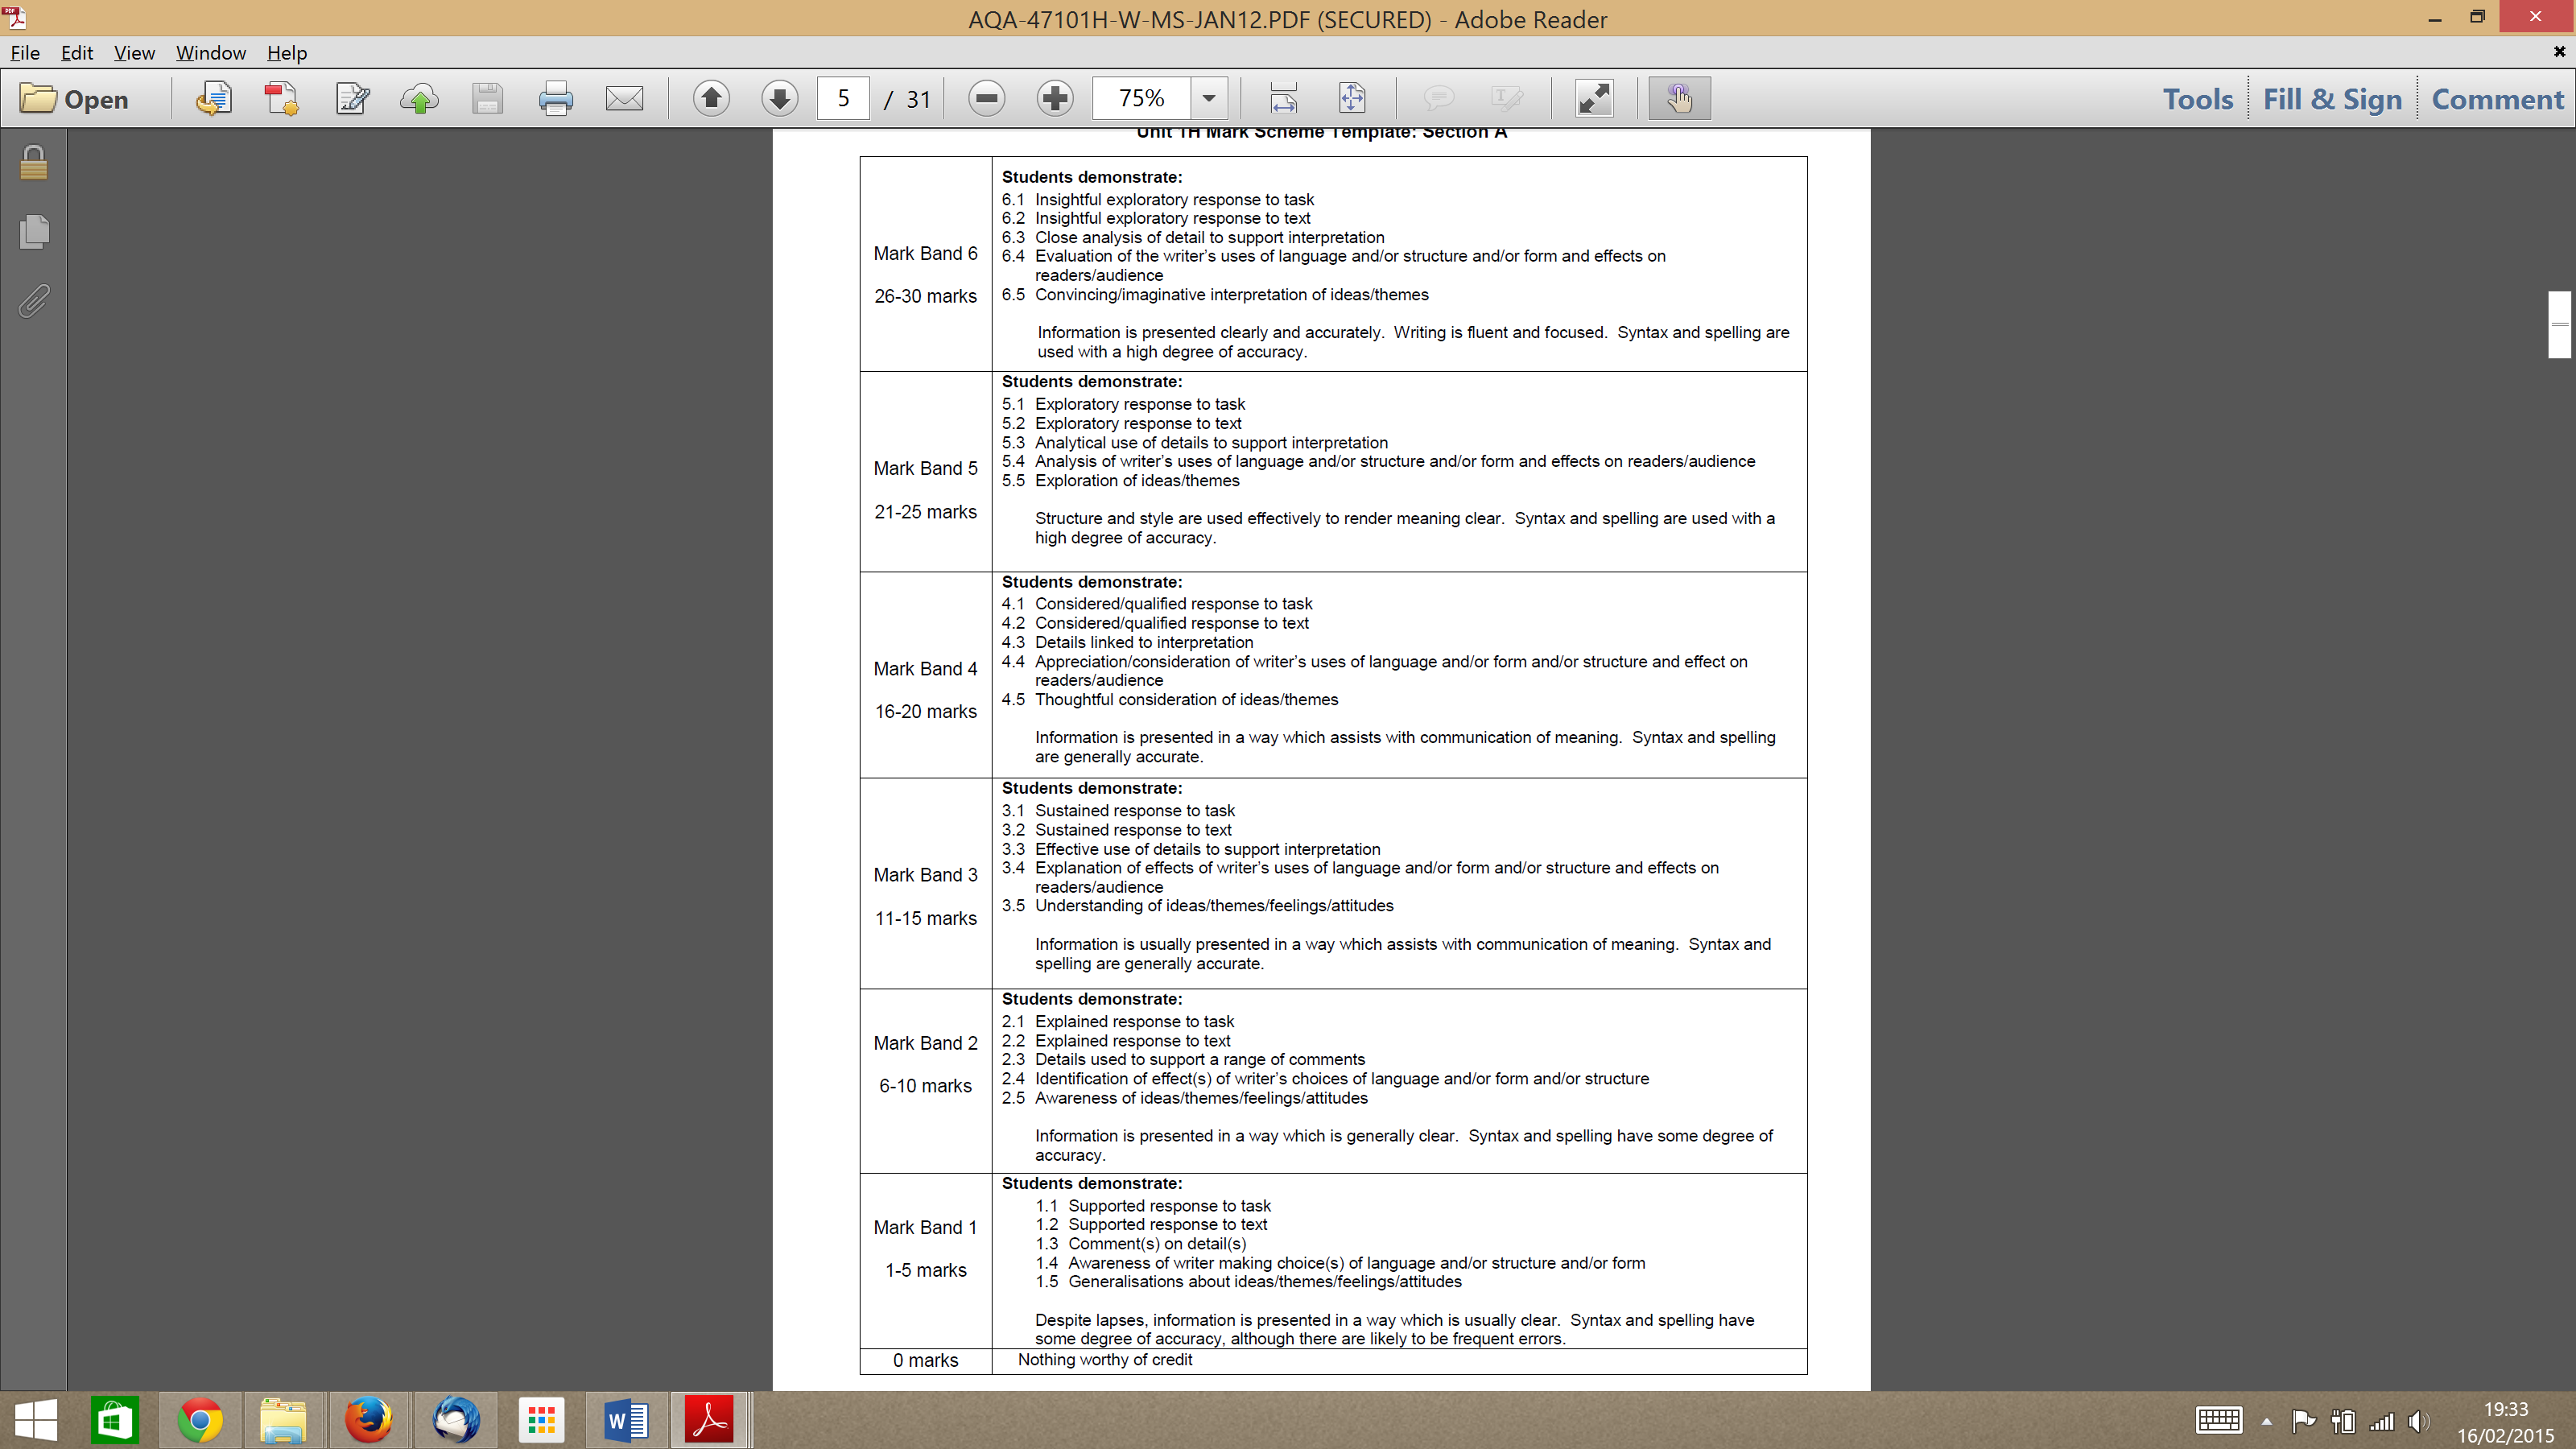 AQA-47101H-W-MS-JAN12.PDF (SECURED) - Adobe Reader
File Edit View Window Help
Open 5 / 31 75% Tools Fill & Sign Comment
Unit 1H Mark Scheme Template: Section A
Mark Band 6
26-30 marks
Students demonstrate:
6.1 Insightful exploratory response to task
6.2 Insightful exploratory response to text
6.3 Close analysis of detail to support interpretation
6.4 Evaluation of the writer's uses of language and/or structure and/or form and effects on
readers/audience
6.5 Convincing/imaginative interpretation of ideas/themes
Information is presented clearly and accurately. Writing is fluent and focused. Syntax and spelling are
used with a high degree of accuracy.
Mark Band 5
21-25 marks
Students demonstrate:
5.1 Exploratory response to task
5.2 Exploratory response to text
5.3 Analytical use of details to support interpretation
5.4 Analysis of writer's uses of language and/or structure and/or form and effects on readers/audience
5.5 Exploration of ideas/themes
Structure and style are used effectively to render meaning clear. Syntax and spelling are used with a
high degree of accuracy.
Mark Band 4
16-20 marks
Students demonstrate:
4.1 Considered/qualified response to task
4.2 Considered/qualified response to text
4.3 Details linked to interpretation
4.4 Appreciation/consideration of writer's uses of language and/or form and/or structure and effect on
readers/audience
4.5 Thoughtful consideration of ideas/themes
Information is presented in a way which assists with communication of meaning. Syntax and spelling
are generally accurate.
Mark Band 3
11-15 marks
Students demonstrate:
3.1 Sustained response to task
3.2 Sustained response to text
3.3 Effective use of details to support interpretation
3.4 Explanation of effects of writer's uses of language and/or form and/or structure and effects on
readers/audience
3.5 Understanding of ideas/themes/feelings/attitudes
Information is usually presented in a way which assists with communication of meaning. Syntax and
spelling are generally accurate.
Mark Band 2
6-10 marks
Students demonstrate:
2.1 Explained response to task
2.2 Explained response to text
2.3 Details used to support a range of comments
2.4 Identification of effect(s) of writer's choices of language and/or form and/or structure
2.5 Awareness of ideas/themes/feelings/attitudes
Information is presented in a way which is generally clear. Syntax and spelling have some degree of
accuracy.
Mark Band 1
1-5 marks
Students demonstrate:
1.1 Supported response to task
1.2 Supported response to text
1.3 Comment(s) on detail(s)
1.4 Awareness of writer making choice(s) of language and/or structure and/or form
1.5 Generalisations about ideas/themes/feelings/attitudes
Despite lapses, information is presented in a way which is usually clear. Syntax and spelling have
some degree of accuracy, although there are likely to be frequent errors.
0 marks
Nothing worthy of credit
19:33
16/02/2015